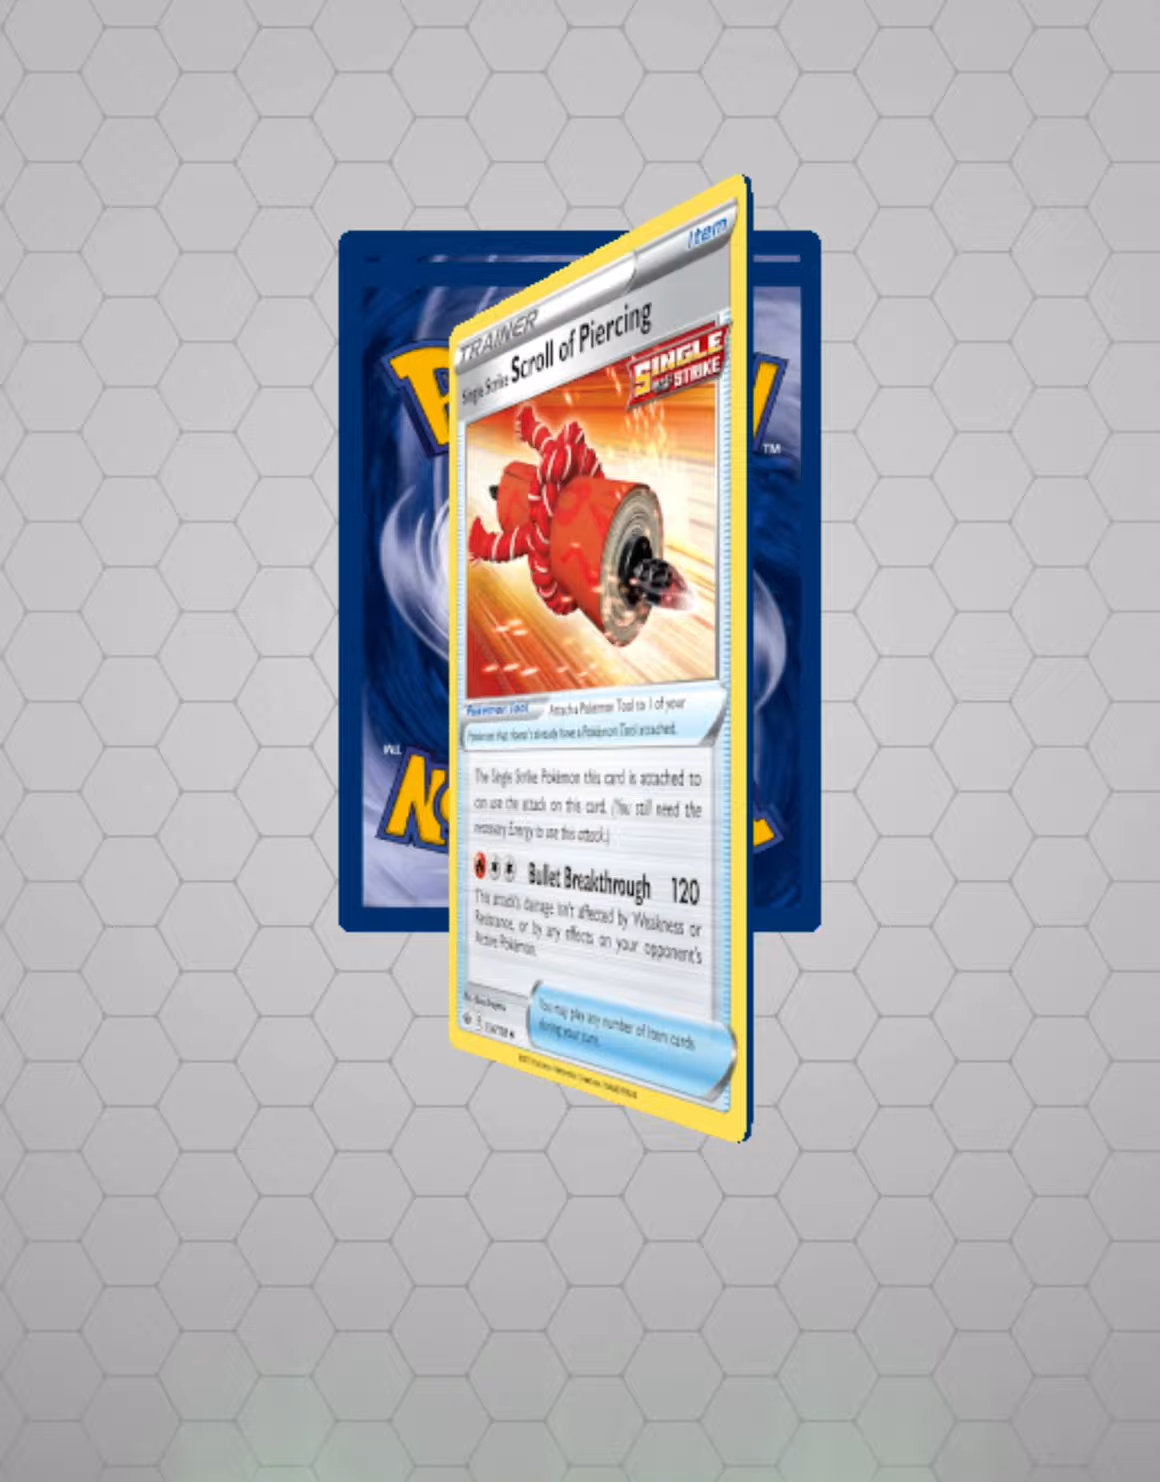 Item
TRAINER
Single Strike Scroll of Piercing
SINGLE
STRIKE
TM
Pokémon Tool Attach a Pokémon Tool to 1 of your
Pokémon that doesn't already have a Pokémon Tool attached.
TM
The Single Strike Pokémon this card is attached to
can use the attack on this card. (You still need the
necessary Energy to use this attack.)
Bullet Breakthrough 120
This attack's damage isn't affected by Weakness or
Resistance, or by any effects on your opponent's
Active Pokémon.
You may play any number of Item cards
during your turn.